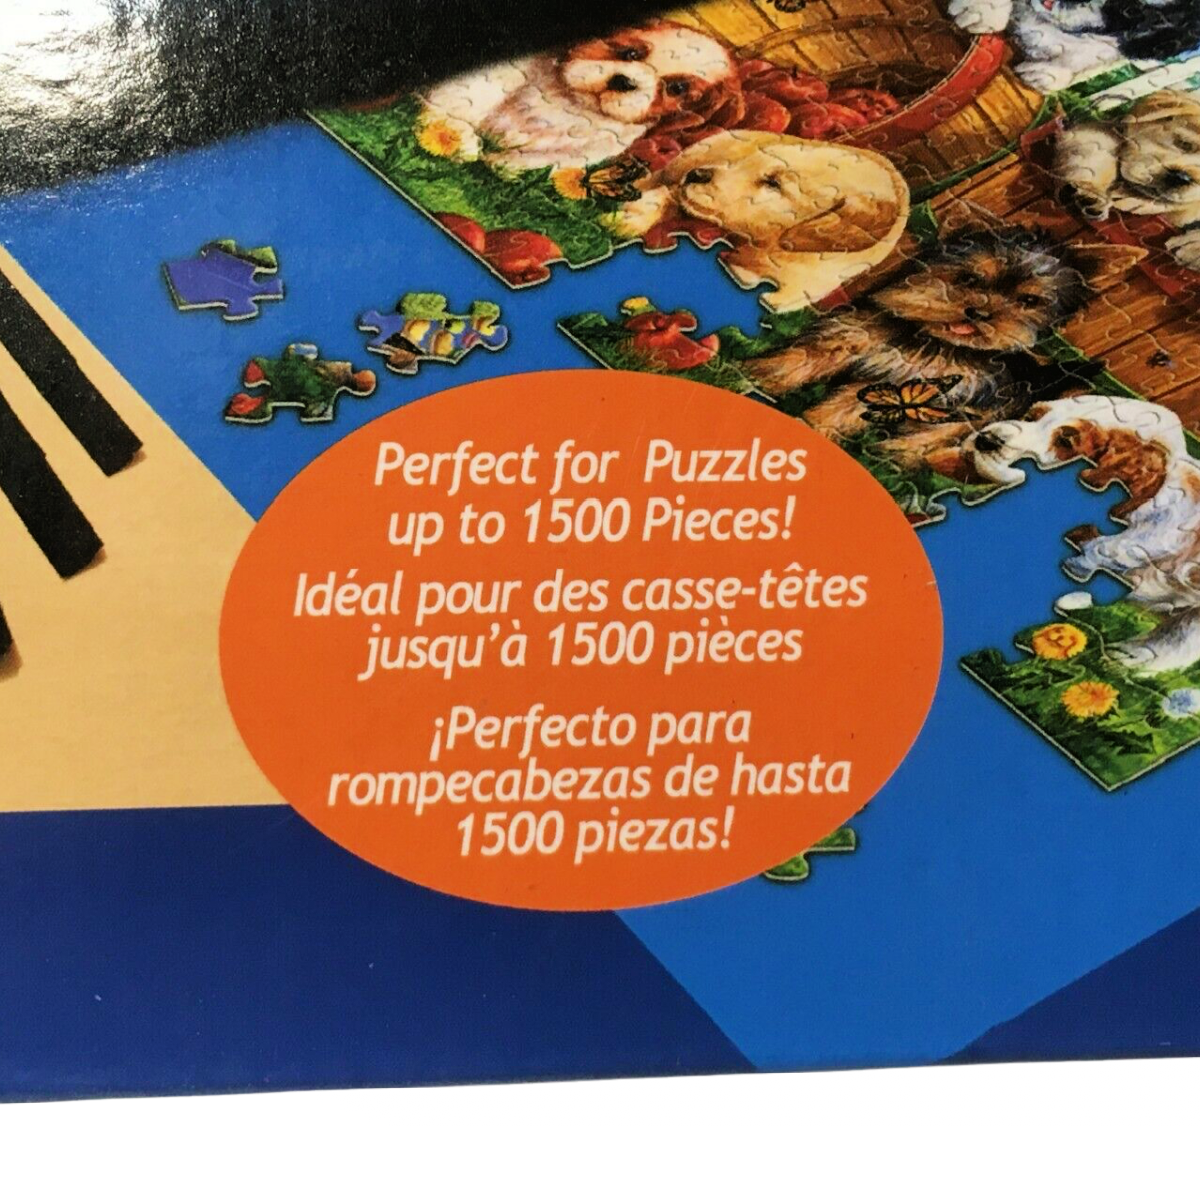 Perfect for Puzzles
up to 1500 Pieces!
Idéal pour des casse-têtes
jusqu'à 1500 pièces
¡Perfecto para
rompecabezas de hasta
1500 piezas!